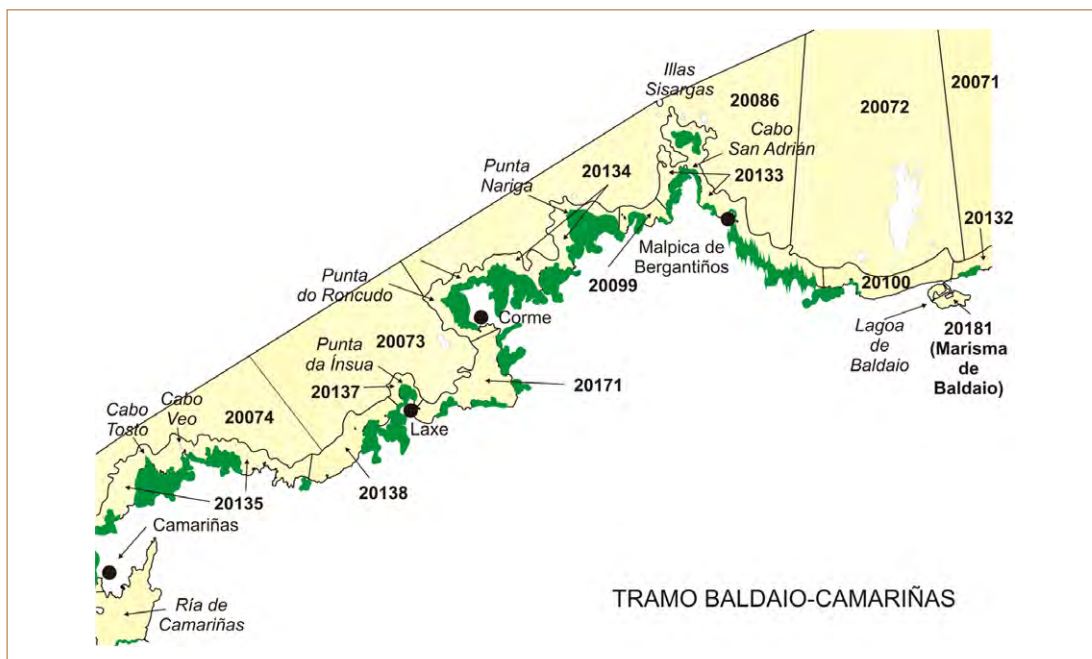 Illas
Sisargas
20086
20072
20071
Cabo
San Adrián
Punta
Nariga
20134
20133
20132
Malpica de
Bergantiños
Punta
do Roncudo
20099
20100
Corme
Lagoa
de
Baldaio
20181
(Marisma
de
Baldaio)
20073
Punta
da Ínsua
20137
20171
Laxe
Cabo
Veo
20074
Cabo
Tosto
20138
20135
Camariñas
TRAMO BALDAIO-CAMARIÑAS
Ría de
Camariñas